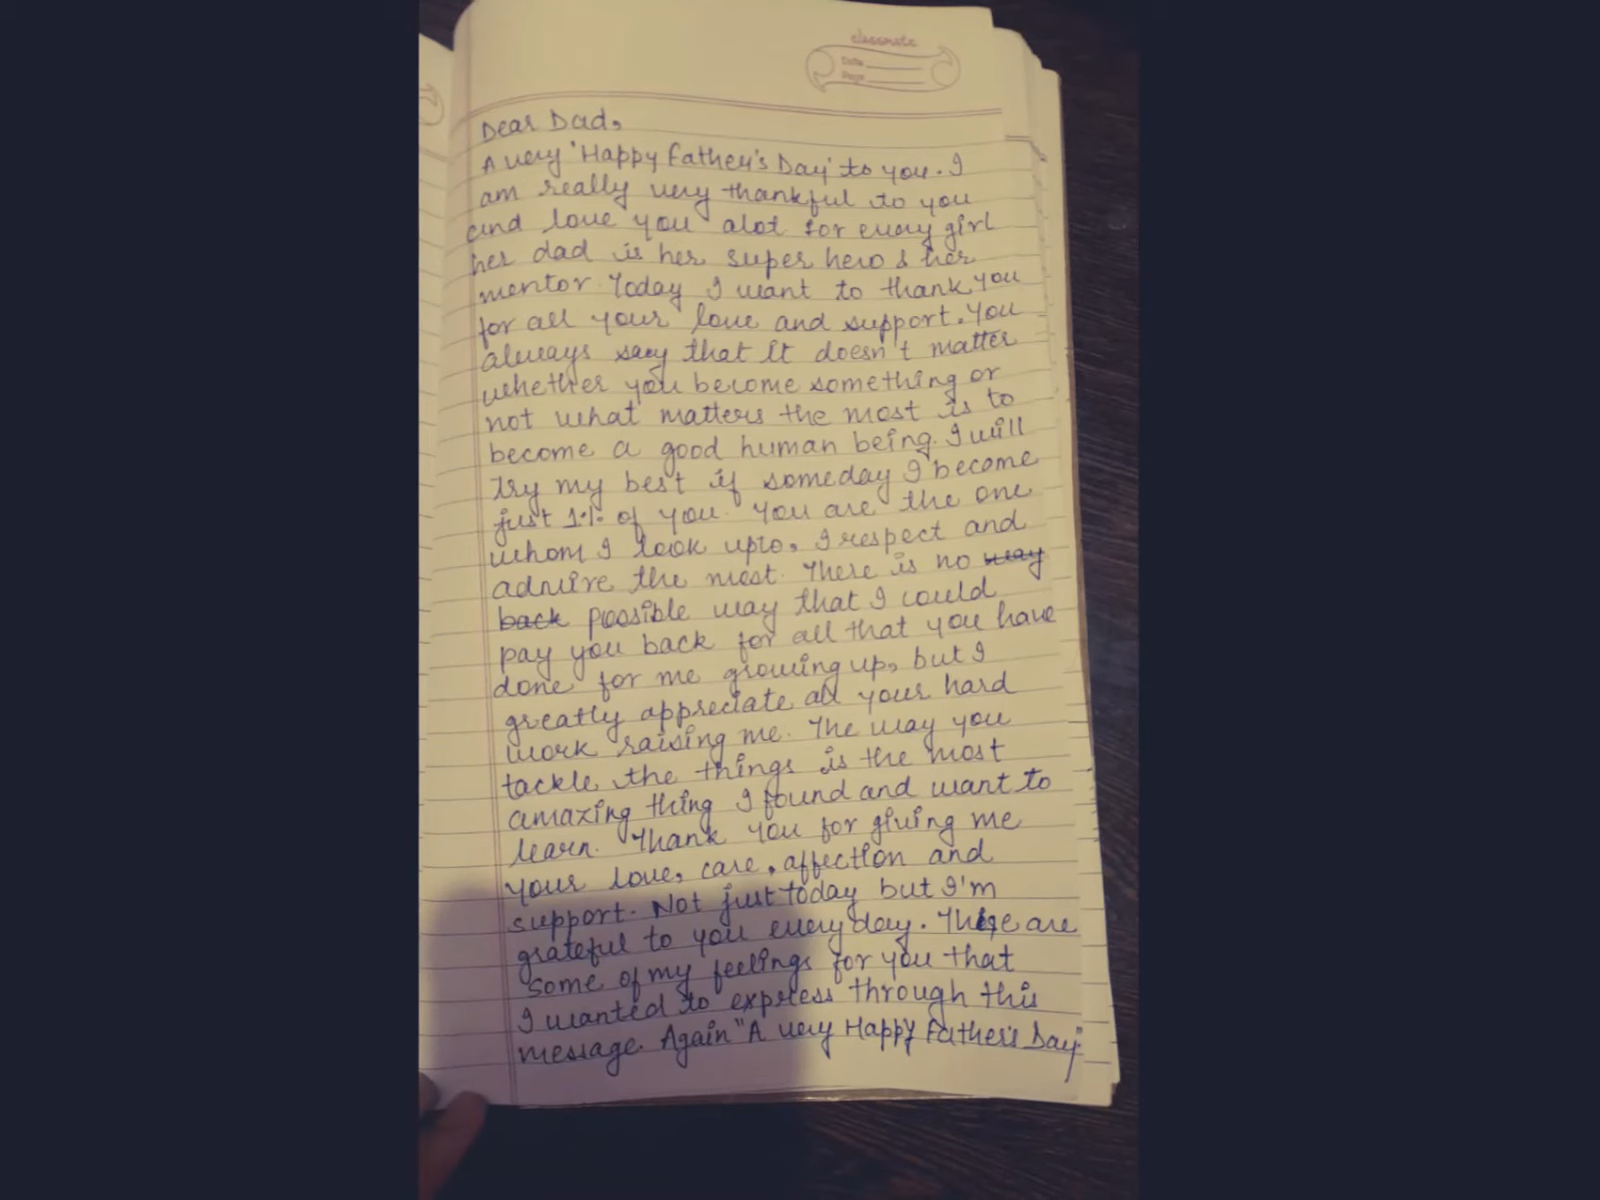 classmate
Date
Page
Dear Dad,
A very 'Happy Father's Day' to you. I
am really very thankful to you
and love you alot for every girl
her dad is her super hero & her
mentor. Today I want to thank you
for all your love and support. You
always say that it doesn't matter
whether you become something or
not what matters the most is to
become a good human being. I will
try my best if someday I become
just 1% of you. You are the one
whom I look upto, I respect and
admire the most. There is no way
back possible way that I could
pay you back for all that you have
done for me growing up, but I
greatly appreciate all your hard
work raising me. The way you
tackle the things is the most
amazing thing I found and want to
learn. Thank you for giving me
your love, care, affection and
support. Not just today but I'm
grateful to you everyday. These are
some of my feelings for you that
I wanted to express through this
message. Again "A very Happy Father's Day"